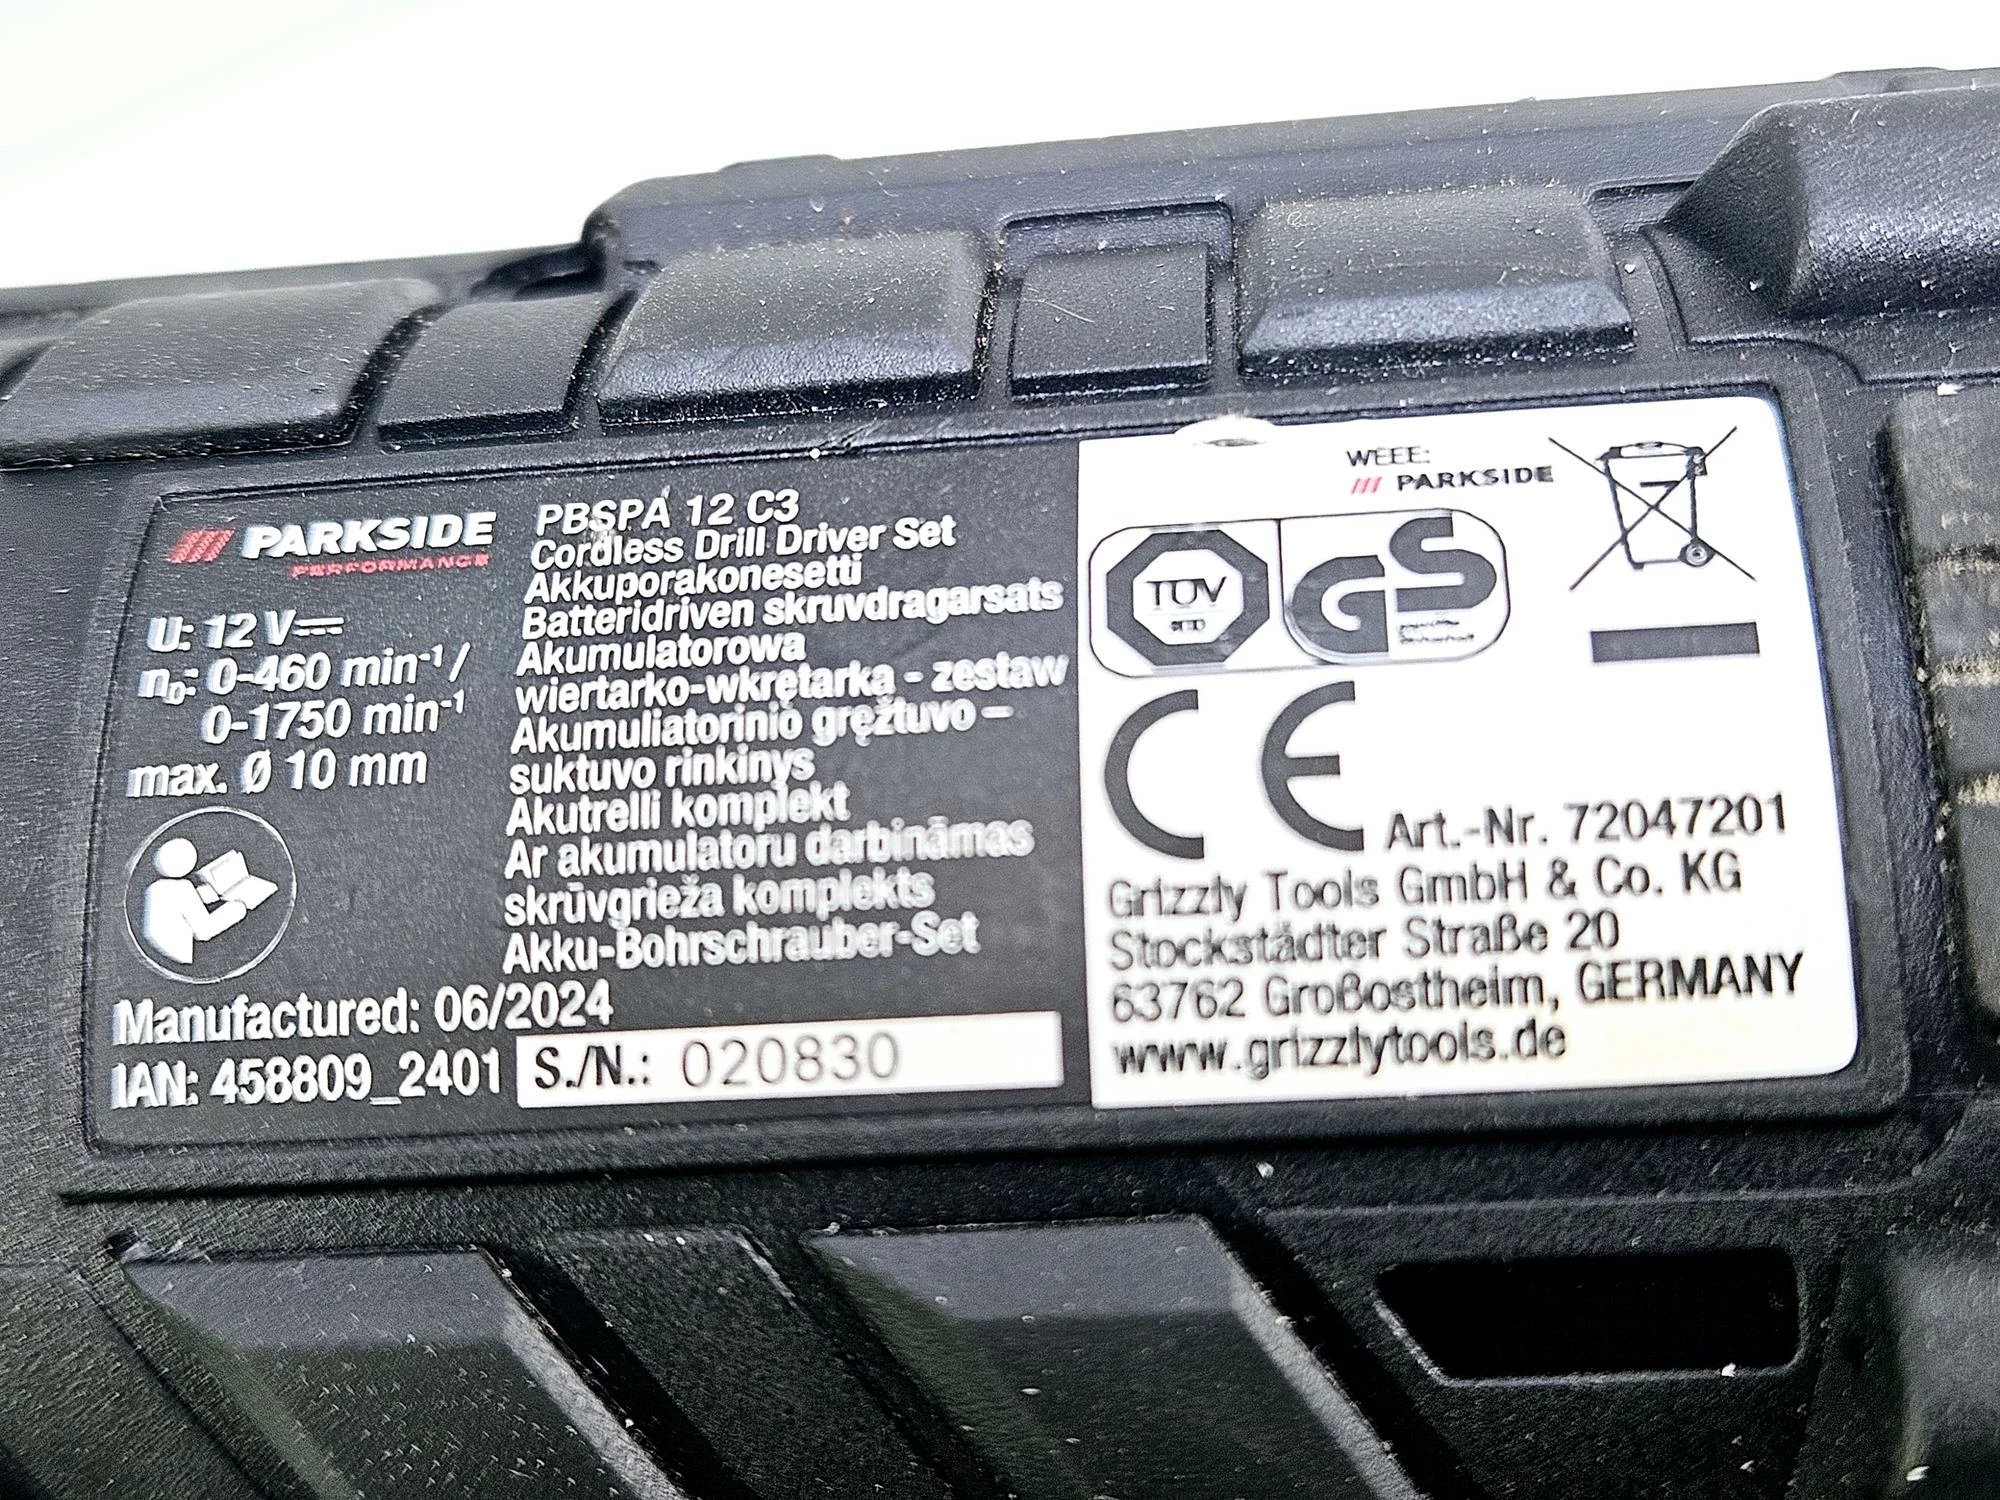 PARKSIDE
PERFORMANCE
U: 12 V
n0: 0-460 min-1 /
0-1750 min-1
max. Ø 10 mm
PBSPA 12 C3
Cordless Drill Driver Set
Akkuporakonesetti
Batteridriven skruvdragarsats
Akumulatorowa
wiertarko-wkrętarka - zestaw
Akumuliatorinio gręžtuvo –
suktuvo rinkinys
Akutrelli komplekt
Ar akumulatoru darbināmas
skrūvgrieža komplekts
Akku-Bohrschrauber-Set
Manufactured: 06/2024
IAN: 458809_2401
S./N.: 020830
WEEE:
PARKSIDE
TÜV
GS
CE
Art.-Nr. 72047201
Grizzly Tools GmbH & Co. KG
Stockstädter Straße 20
63762 Großostheim, GERMANY
www.grizzlytools.de